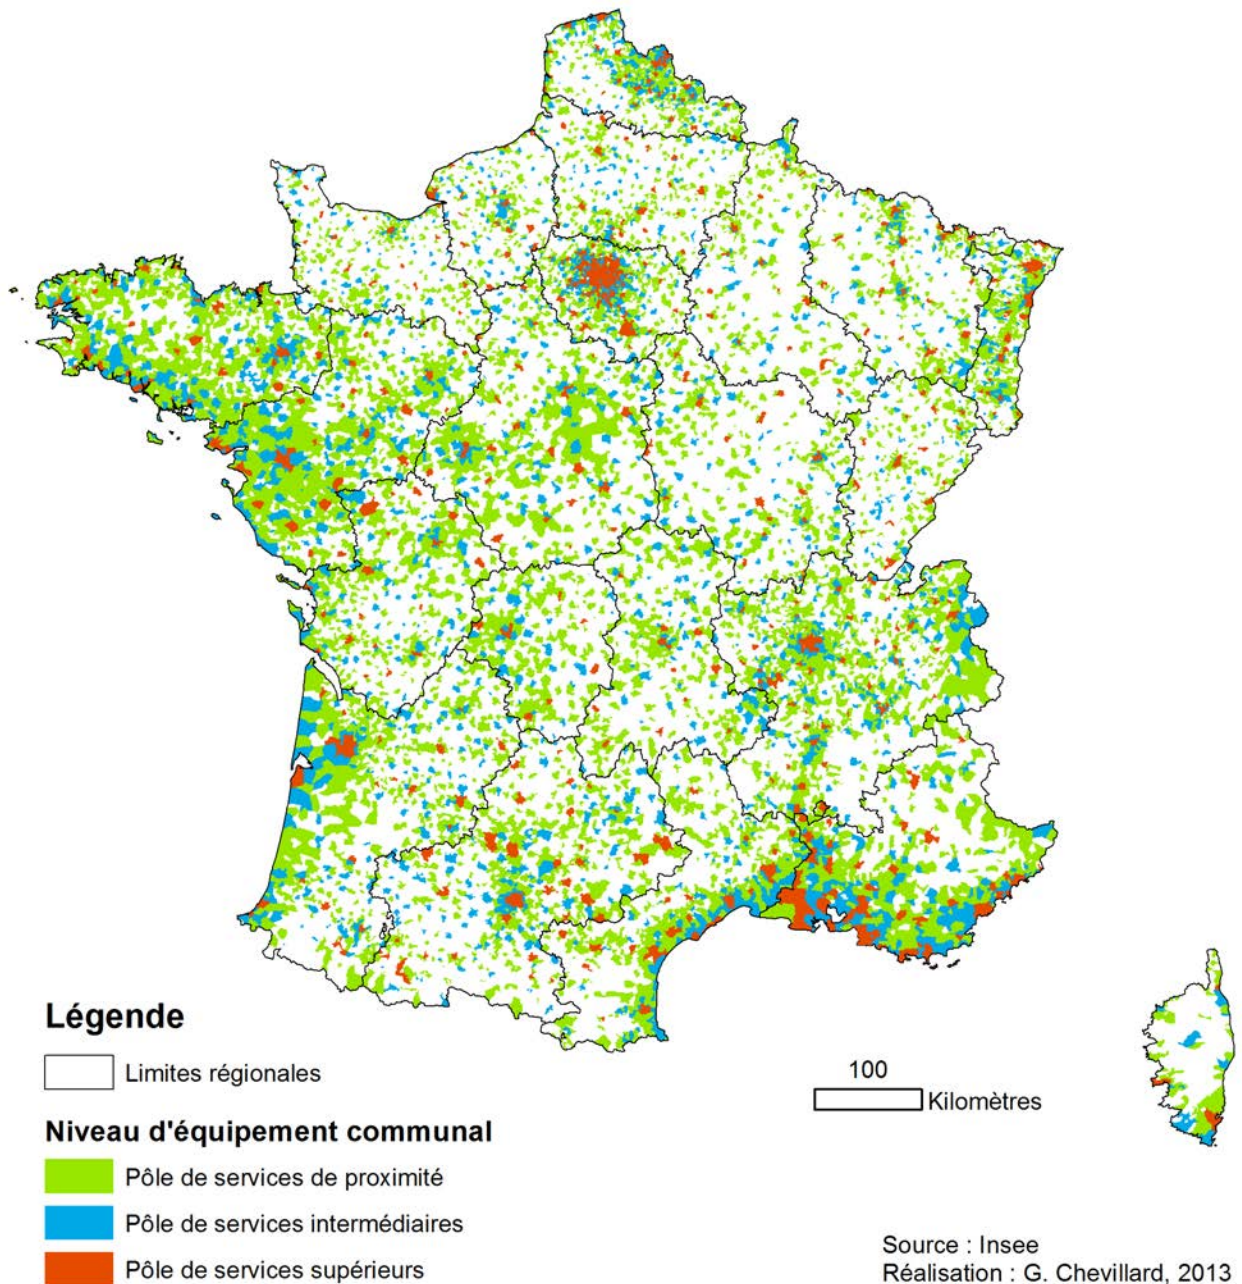 Légende
Limites régionales
Niveau d'équipement communal
Pôle de services de proximité
Pôle de services intermédiaires
Pôle de services supérieurs
100
Kilomètres
Source : Insee
Réalisation : G. Chevillard, 2013